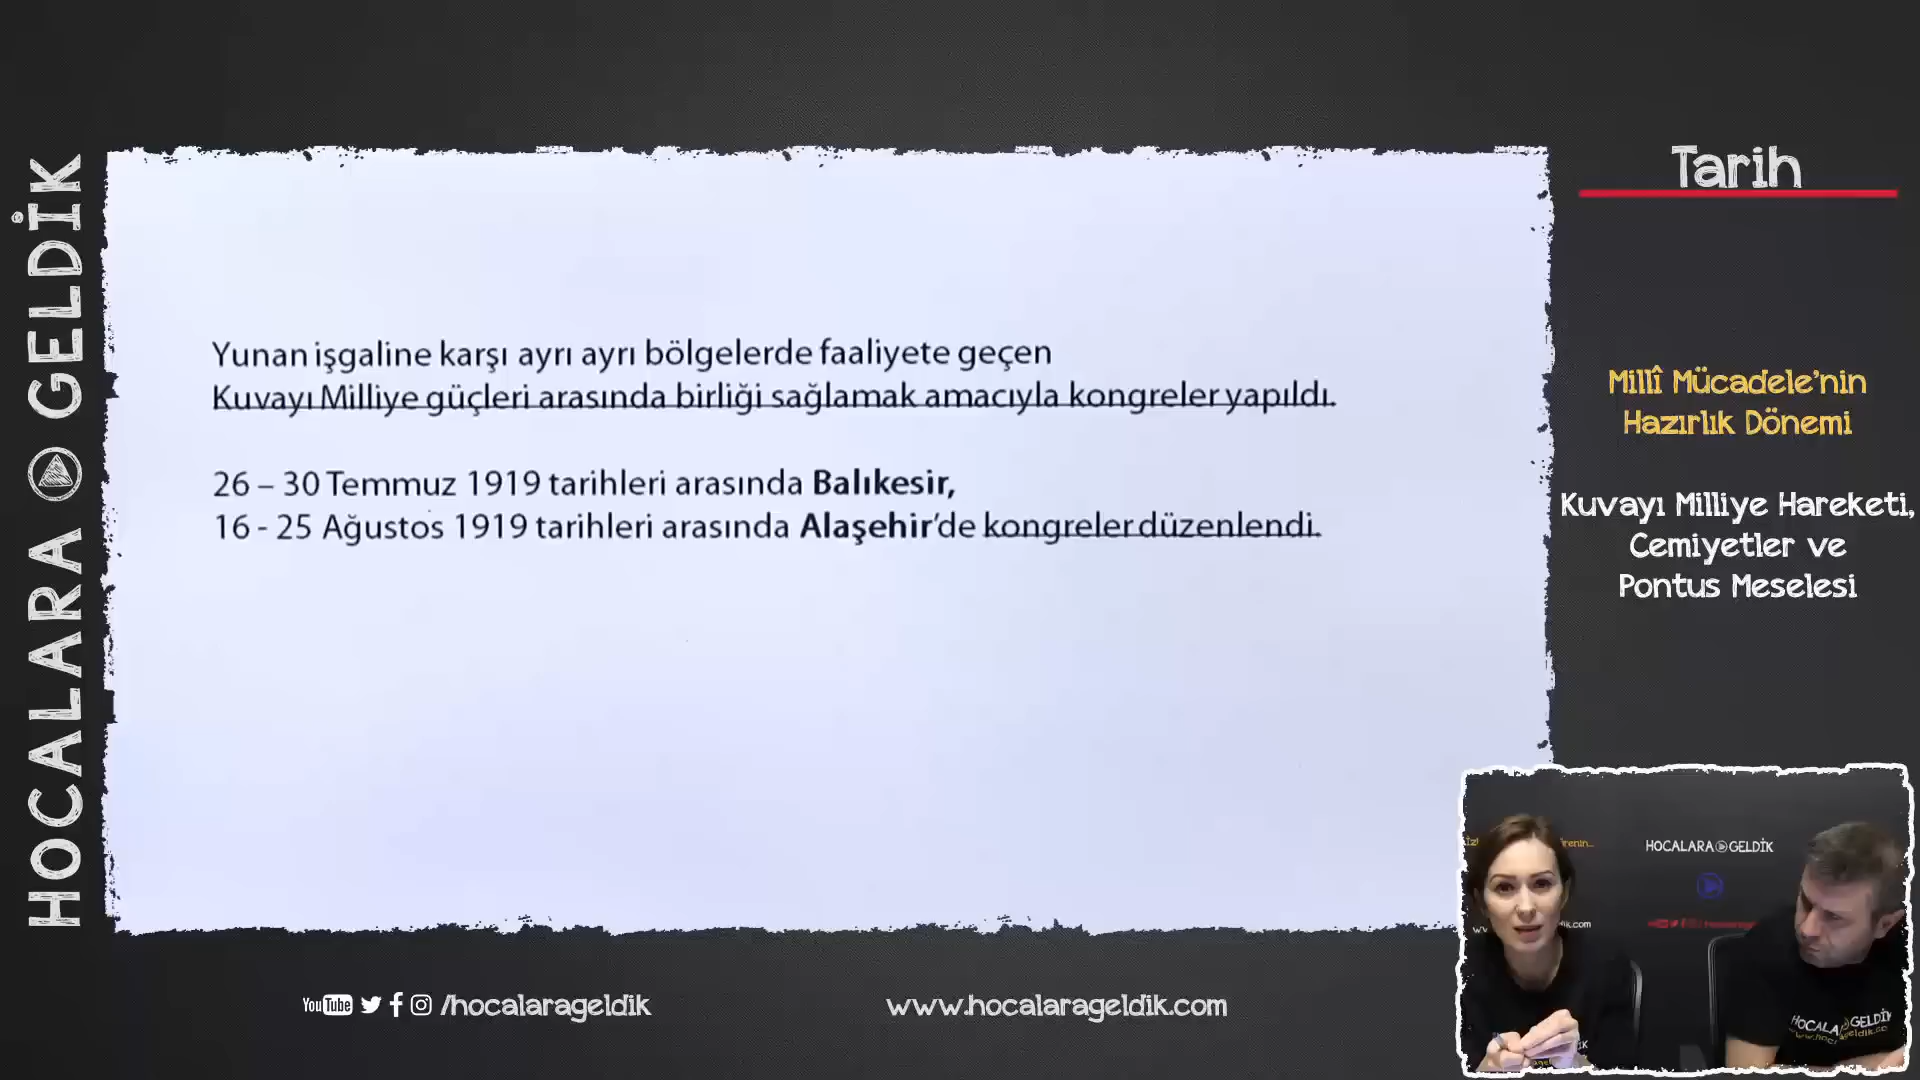 HOCALARA GELDİK
Yunan işgaline karşı ayrı ayrı bölgelerde faaliyete geçen
Kuvayı Milliye güçleri arasında birliği sağlamak amacıyla kongreler yapıldı.
26 – 30 Temmuz 1919 tarihleri arasında Balıkesir,
16 - 25 Ağustos 1919 tarihleri arasında Alaşehir’de kongreler düzenlendi.
Tarih
Millî Mücadele’nin
Hazırlık Dönemi
Kuvayı Milliye Hareketi,
Cemiyetler ve
Pontus Meselesi
HOCALARA GELDİK
YouTube /hocalarageldik
www.hocalarageldik.com